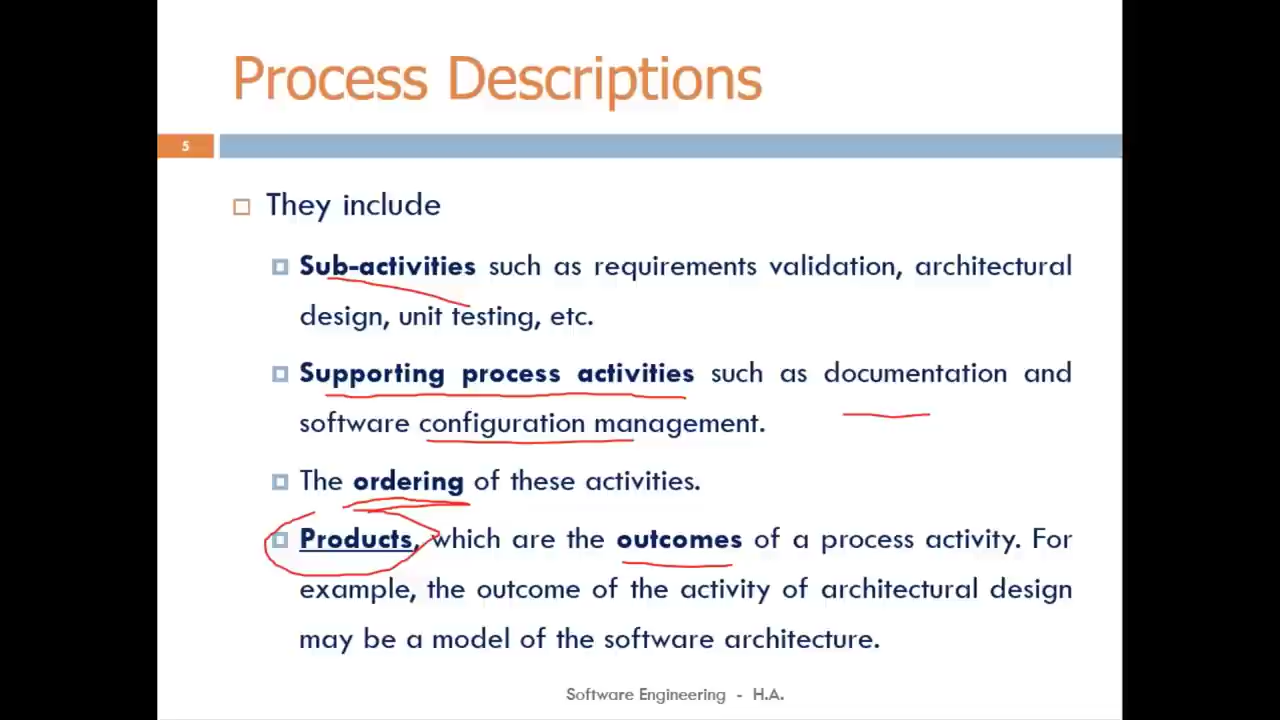 Process Descriptions
5
They include
Sub-activities such as requirements validation, architectural
design, unit testing, etc.
Supporting process activities such as documentation and
software configuration management.
The ordering of these activities.
Products, which are the outcomes of a process activity. For
example, the outcome of the activity of architectural design
may be a model of the software architecture.
Software Engineering - H.A.